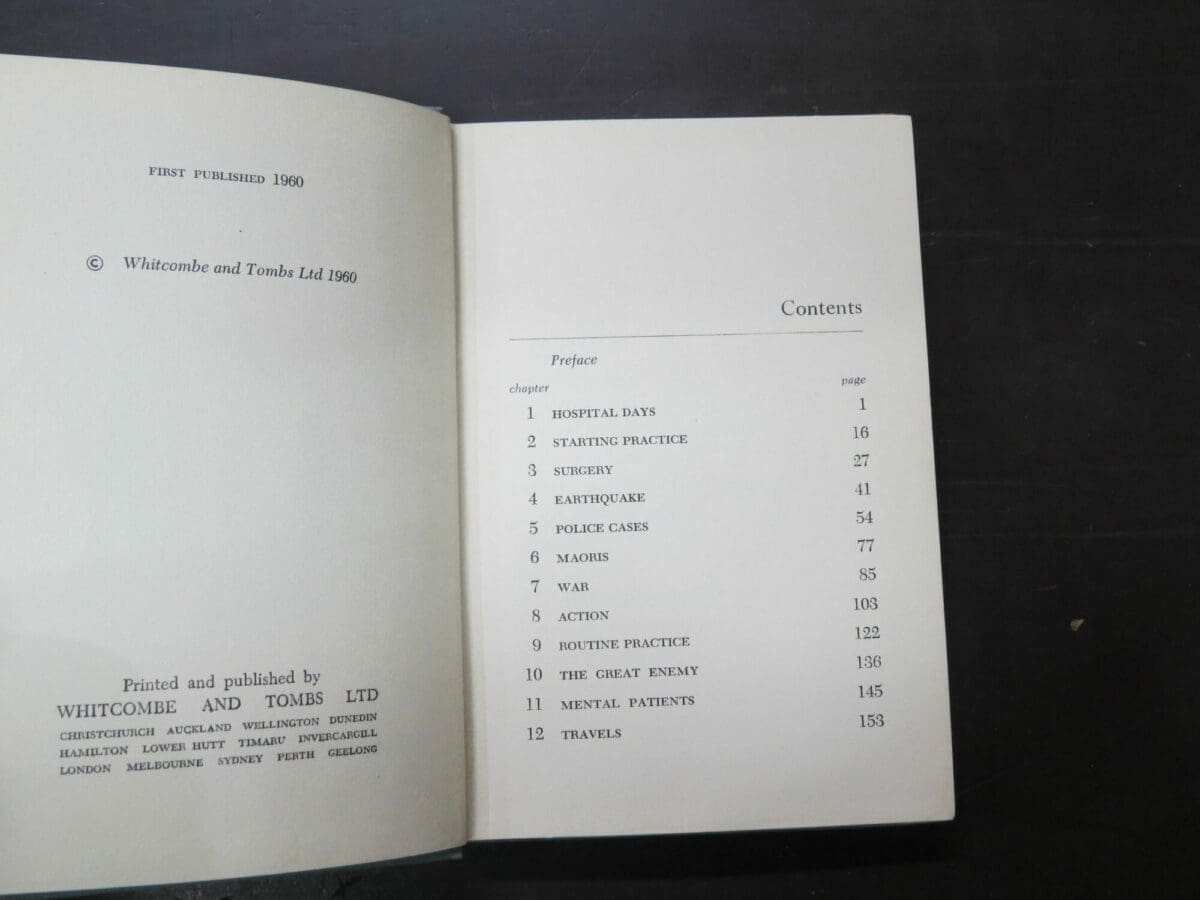 FIRST PUBLISHED 1960
© Whitcombe and Tombs Ltd 1960
Printed and published by
WHITCOMBE AND TOMBS LTD
CHRISTCHURCH AUCKLAND WELLINGTON DUNEDIN
HAMILTON LOWER HUTT TIMARU INVERCARGILL
LONDON MELBOURNE SYDNEY PERTH GEELONG
Contents
Preface
chapter page
1 HOSPITAL DAYS 1
2 STARTING PRACTICE 16
3 SURGERY 27
4 EARTHQUAKE 41
5 POLICE CASES 54
6 MAORIS 77
7 WAR 85
8 ACTION 103
9 ROUTINE PRACTICE 122
10 THE GREAT ENEMY 136
11 MENTAL PATIENTS 145
12 TRAVELS 153